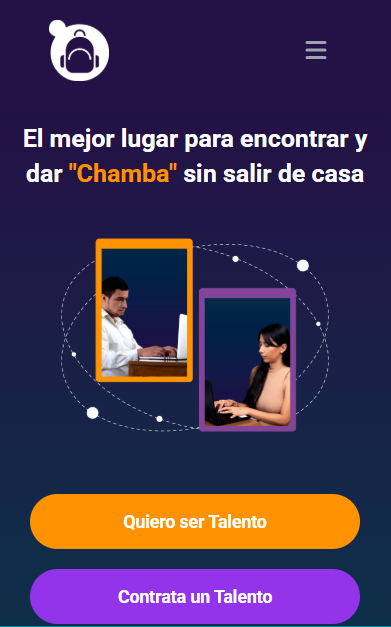 El mejor lugar para encontrar y
dar "Chamba" sin salir de casa
Quiero ser Talento
Contrata un Talento